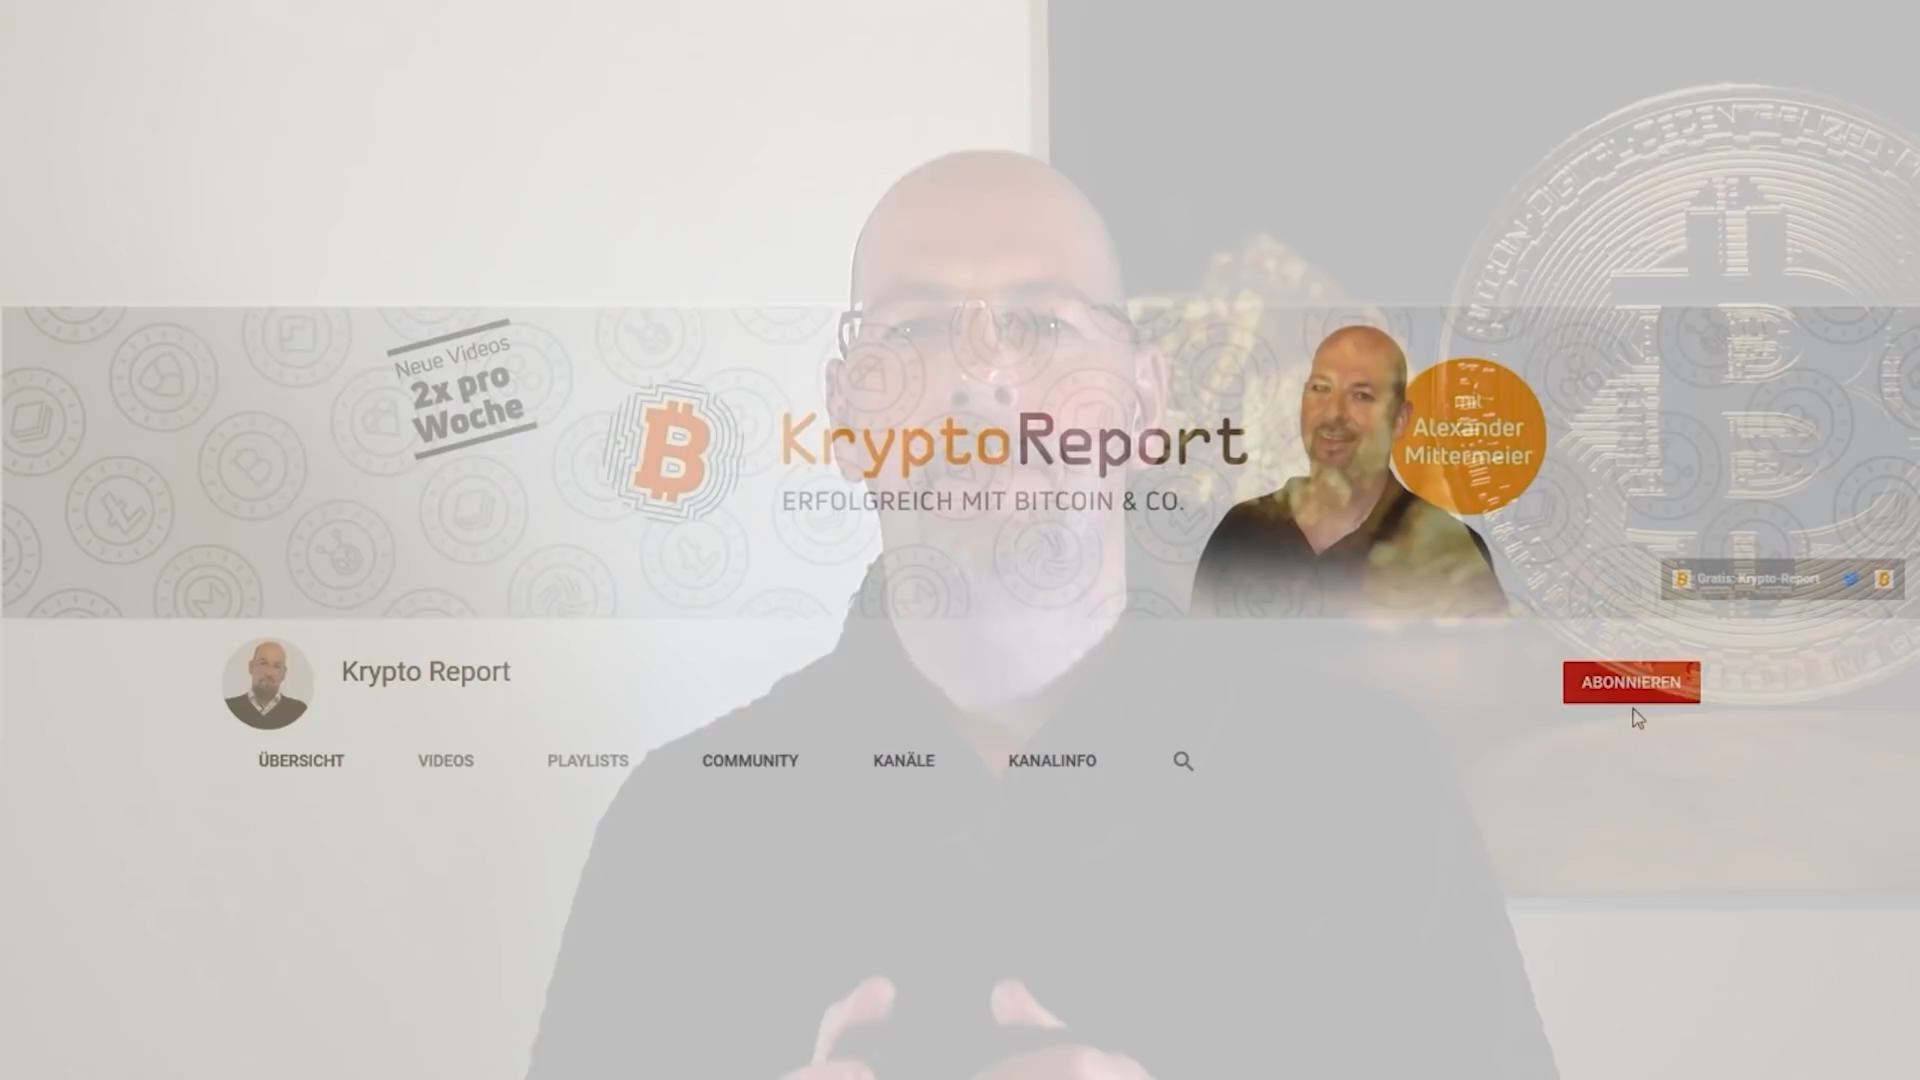 Neue Videos
2x pro
Woche
KryptoReport
ERFOLGREICH MIT BITCOIN & CO.
mit
Alexander
Mittermeier
Gratis: Krypto-Report
Krypto Report
ABONNIEREN
ÜBERSICHT VIDEOS PLAYLISTS COMMUNITY KANÄLE KANALINFO